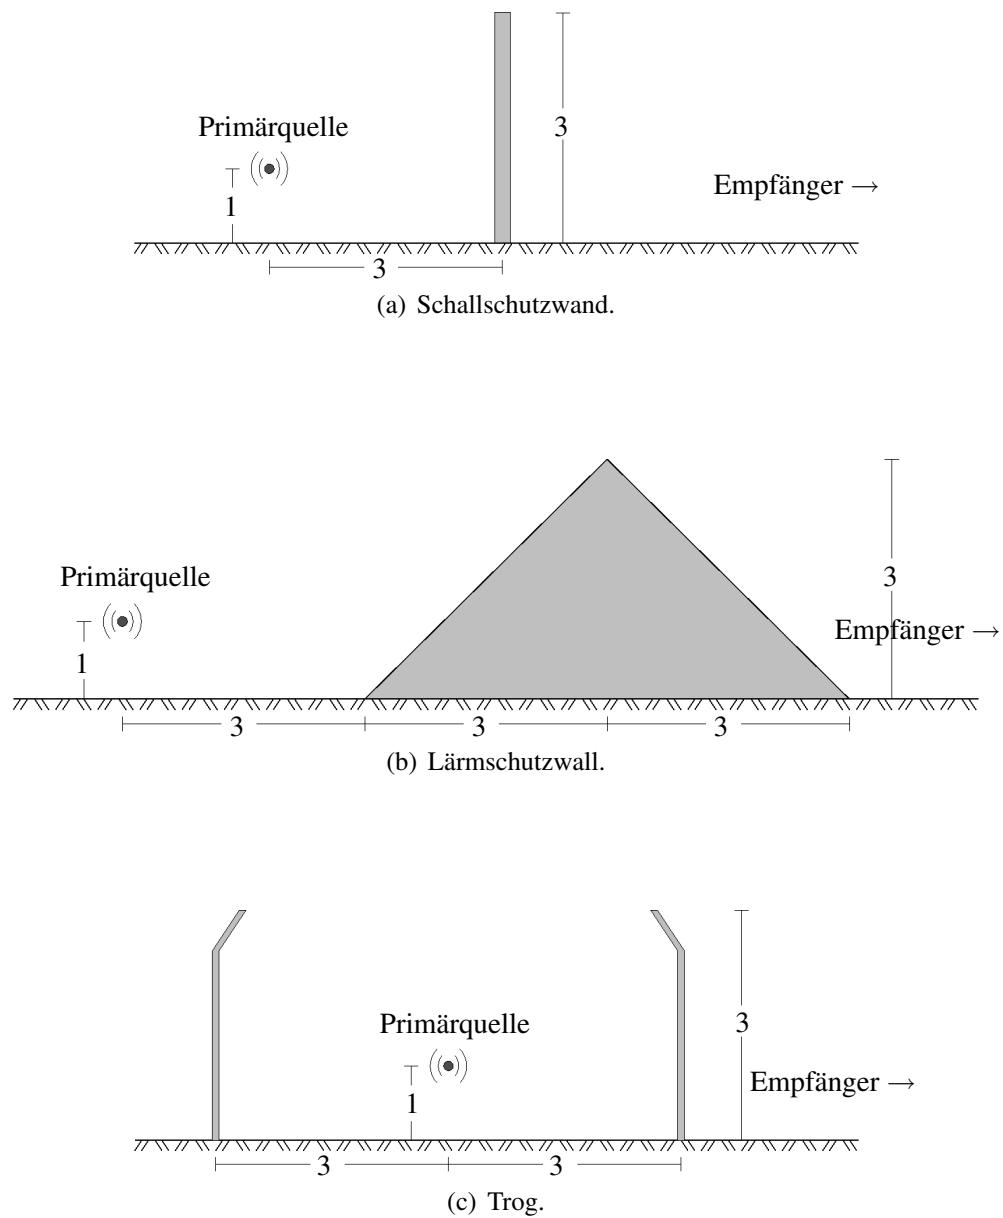 3
Primärquelle
Empfänger →
1
3
(a) Schallschutzwand.
Primärquelle
3
Empfänger →
1
3 3 3
(b) Lärmschutzwall.
Primärquelle
3
Empfänger →
1
3 3
(c) Trog.